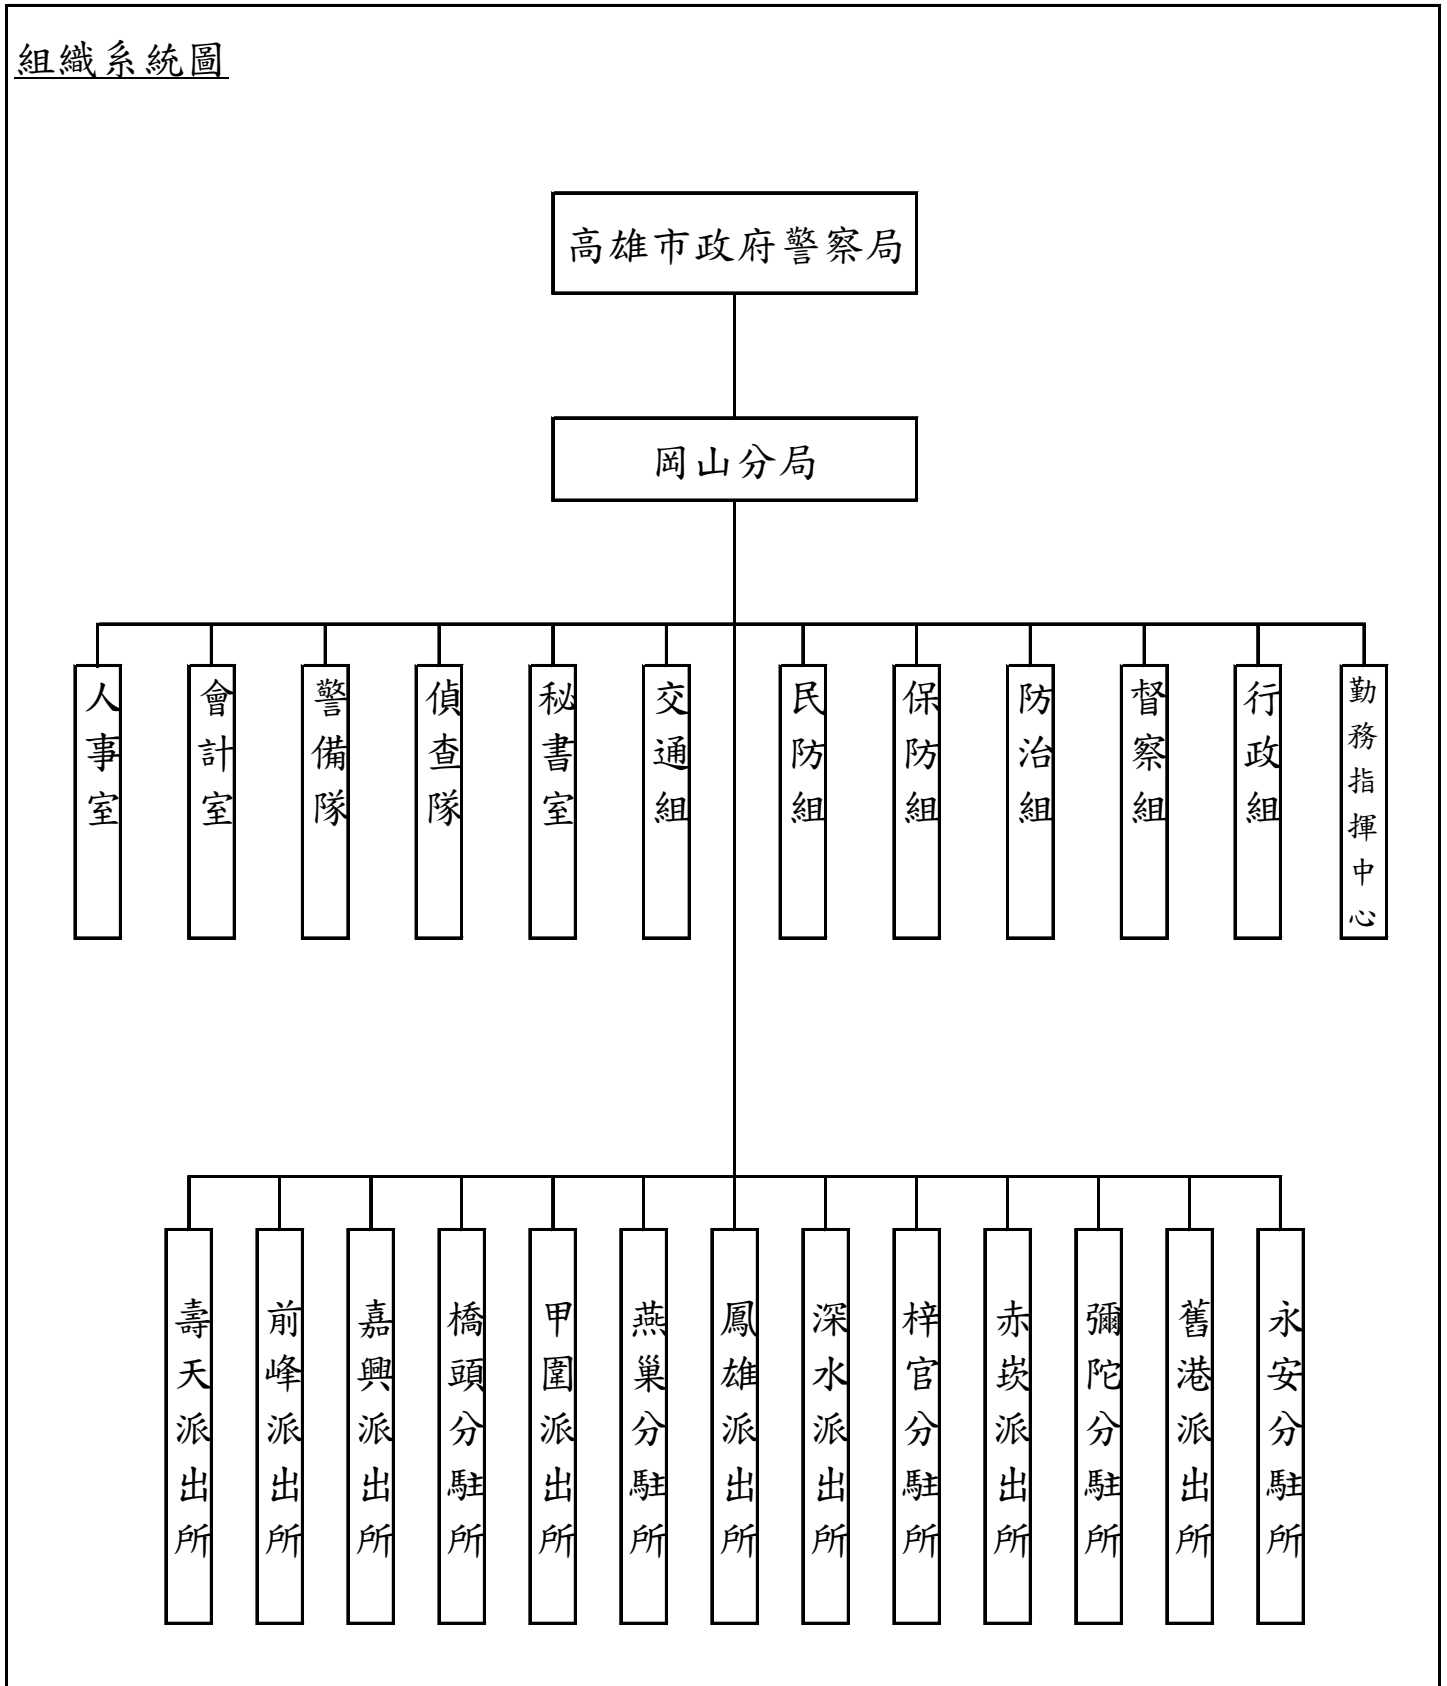 組織系統圖
高雄市政府警察局
岡山分局
人事室
會計室
警備隊
偵查隊
秘書室
交通組
民防組
保防組
防治組
督察組
行政組
勤務指揮中心
壽天派出所
前峰派出所
嘉興派出所
橋頭分駐所
甲圍派出所
燕巢分駐所
鳳雄派出所
深水派出所
梓官分駐所
赤崁派出所
彌陀分駐所
舊港派出所
永安分駐所